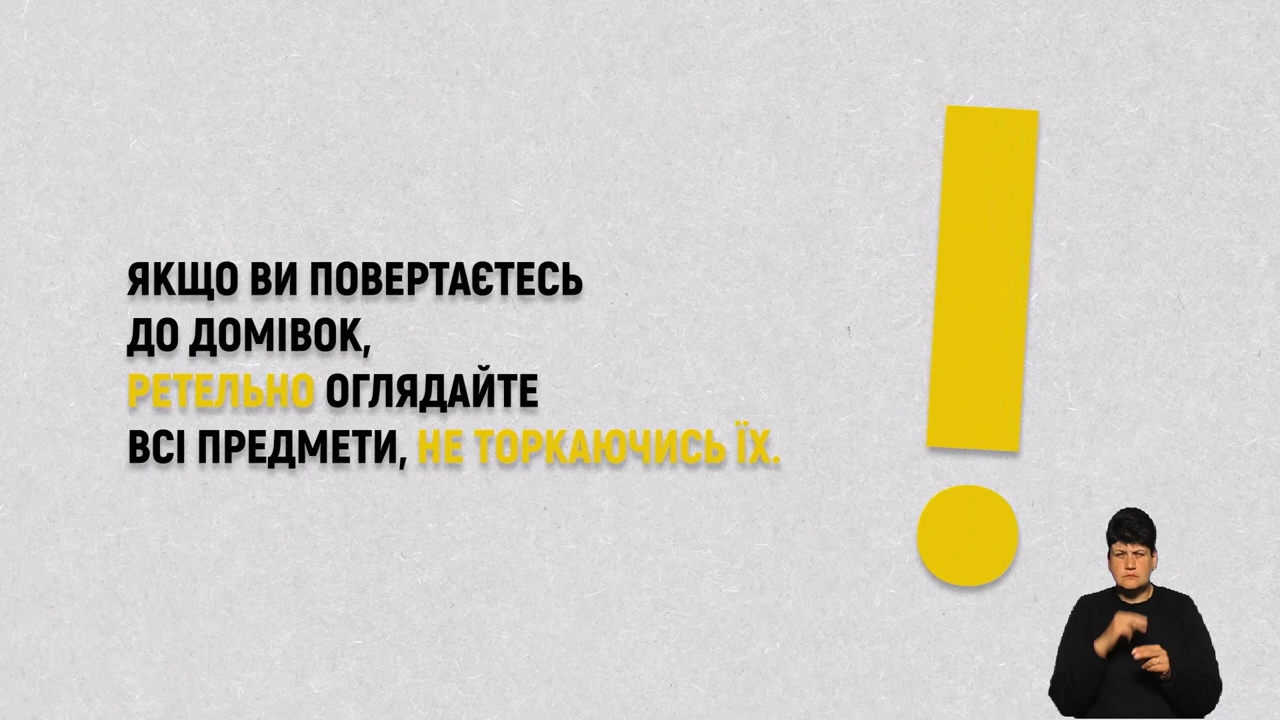 ЯКЩО ВИ ПОВЕРТАЄТЕСЬ
ДО ДОМІВОК,
РЕТЕЛЬНО ОГЛЯДАЙТЕ
ВСІ ПРЕДМЕТИ, НЕ ТОРКАЮЧИСЬ ЇХ.
!